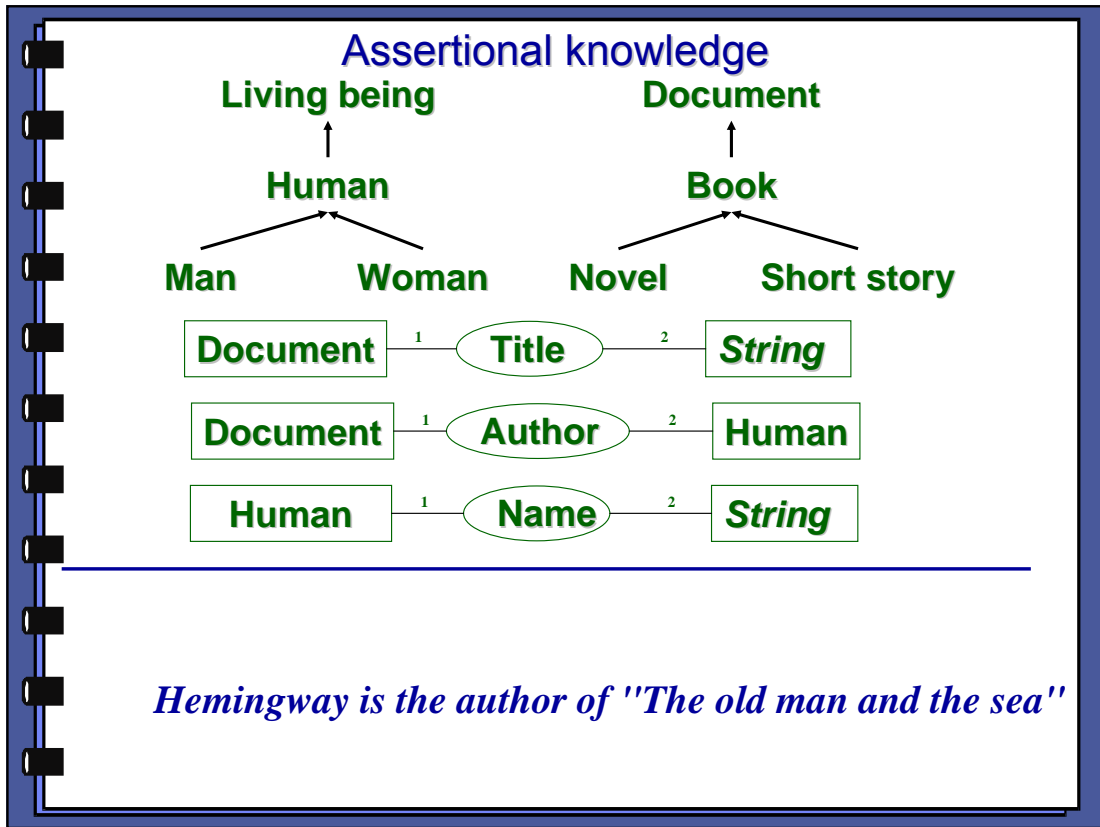 Assertional knowledge
Living being Document
Human Book
Man Woman Novel Short story
Document 1 Title 2 String
Document 1 Author 2 Human
Human 1 Name 2 String
Hemingway is the author of "The old man and the sea"